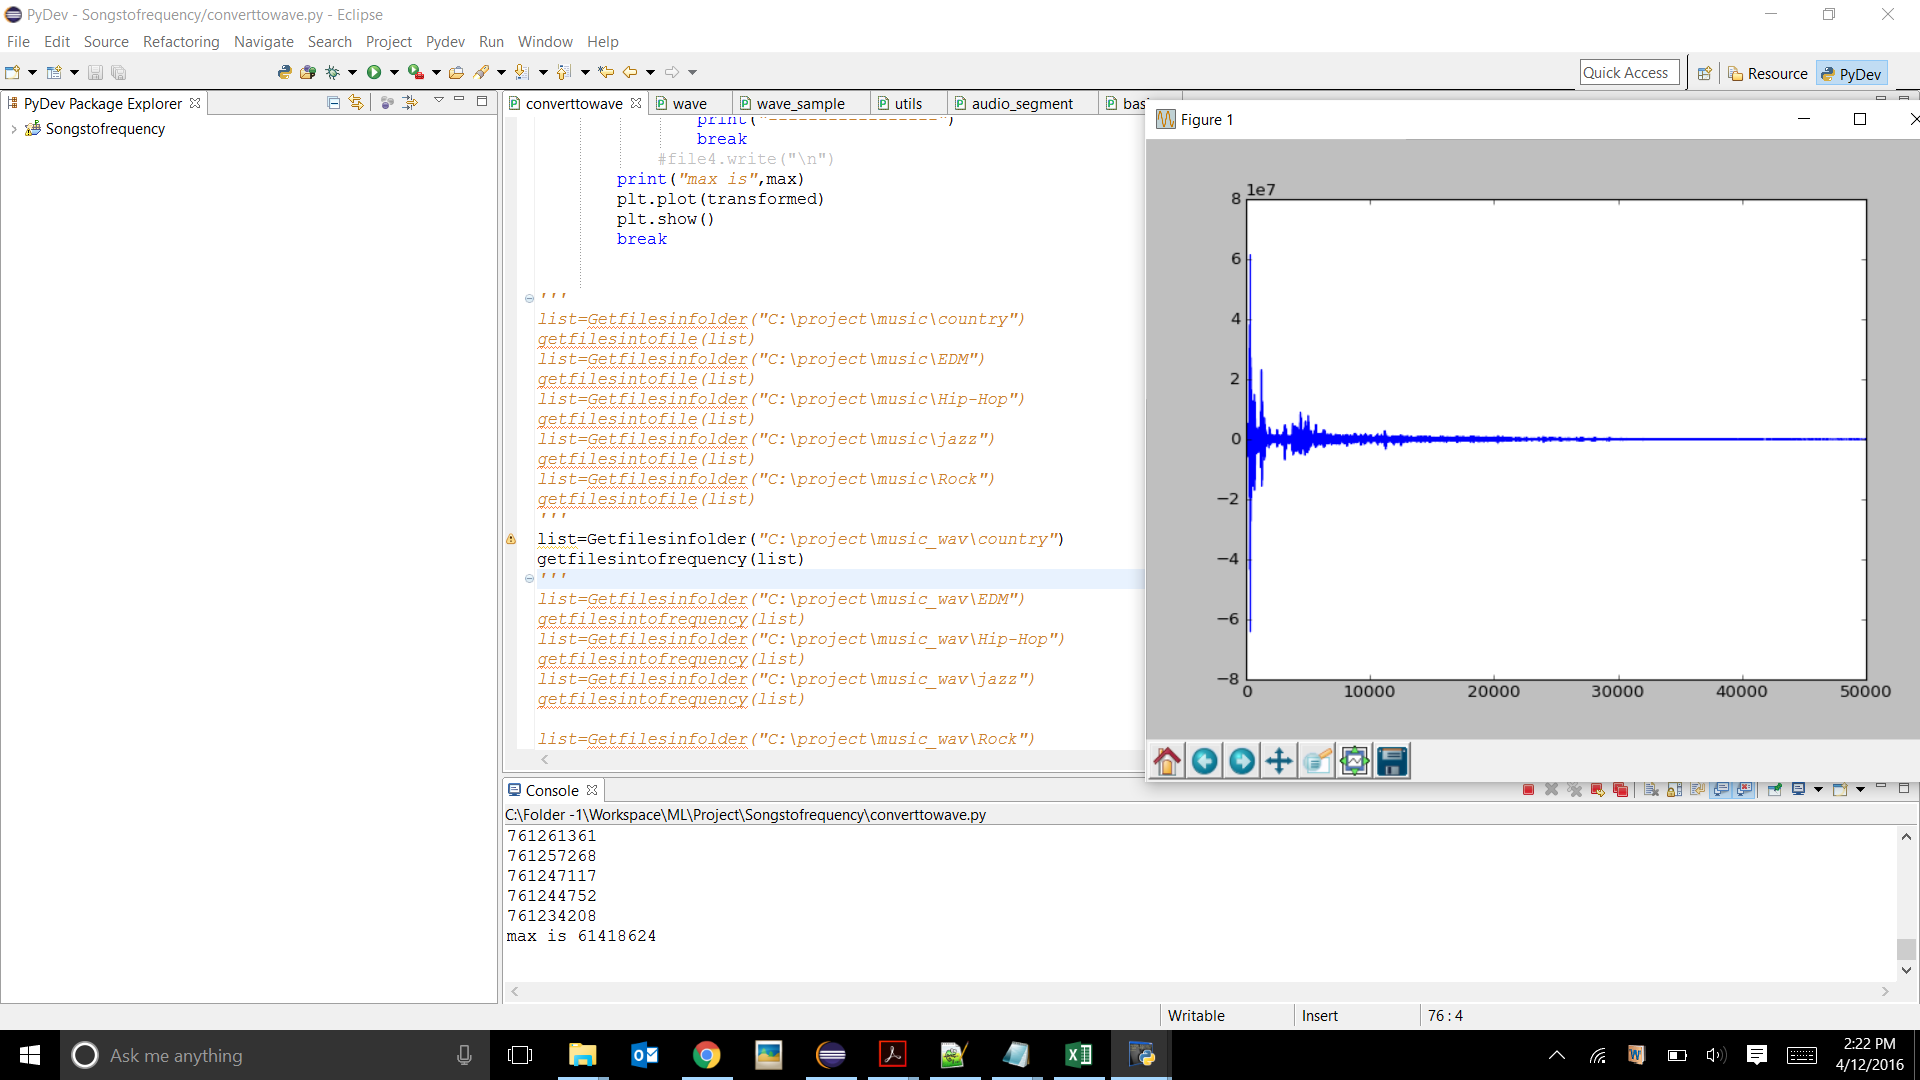 PyDev - Songstofrequency/converttowave.py - Eclipse
File Edit Source Refactoring Navigate Search Project Pydev Run Window Help
Quick Access
Resource
PyDev
PyDev Package Explorer
Songstofrequency
converttowave
wave
wave_sample
utils
audio_segment
print("-----------------")
break
#file4.write("\n")
print("max is",max)
plt.plot(transformed)
plt.show()
break
'''
list=Getfilesinfolder("C:\project\music\country")
getfilesintofile(list)
list=Getfilesinfolder("C:\project\music\EDM")
getfilesintofile(list)
list=Getfilesinfolder("C:\project\music\Hip-Hop")
getfilesintofile(list)
list=Getfilesinfolder("C:\project\music\jazz")
getfilesintofile(list)
list=Getfilesinfolder("C:\project\music\Rock")
getfilesintofile(list)
'''
list=Getfilesinfolder("C:\project\music_wav\country")
getfilesintofrequency(list)
'''
list=Getfilesinfolder("C:\project\music_wav\EDM")
getfilesintofrequency(list)
list=Getfilesinfolder("C:\project\music_wav\Hip-Hop")
getfilesintofrequency(list)
list=Getfilesinfolder("C:\project\music_wav\jazz")
getfilesintofrequency(list)
list=Getfilesinfolder("C:\project\music_wav\Rock")
Figure 1
1e7
8
6
4
2
0
−2
−4
−6
−8
0 10000 20000 30000 40000 50000
Console
C:\Folder -1\Workspace\ML\Project\Songstofrequency\converttowave.py
761261361
761257268
761247117
761244752
761234208
max is 61418624
Writable
Insert
76 : 4
Ask me anything
2:22 PM
4/12/2016